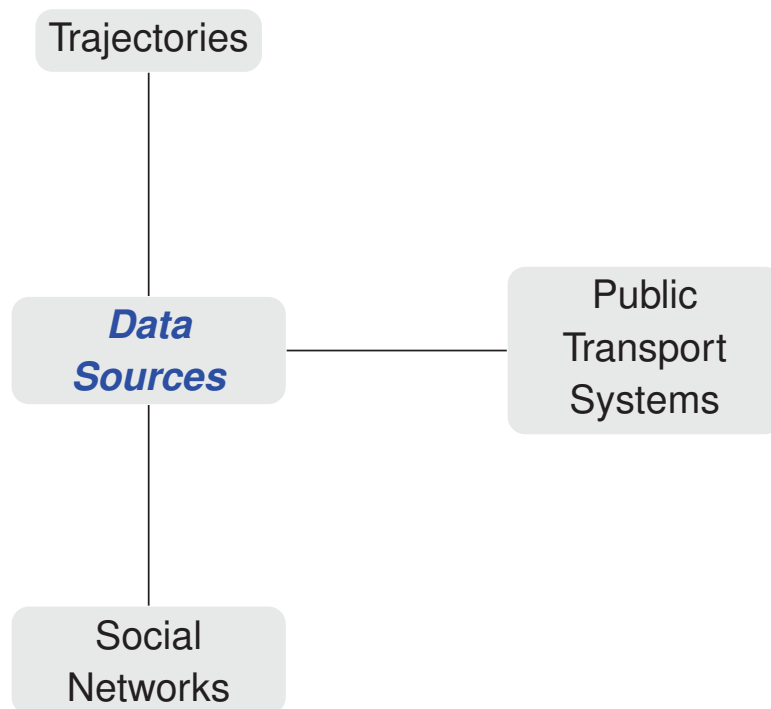 Trajectories
Data
Sources
Public
Transport
Systems
Social
Networks